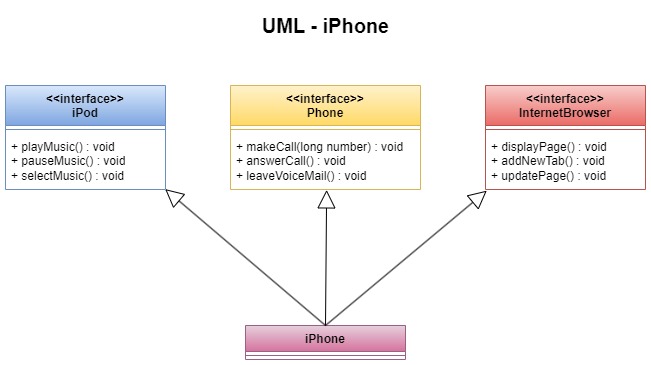 UML - iPhone
<<interface>>
iPod
+ playMusic() : void
+ pauseMusic() : void
+ selectMusic() : void
<<interface>>
Phone
+ makeCall(long number) : void
+ answerCall() : void
+ leaveVoiceMail() : void
<<interface>>
InternetBrowser
+ displayPage() : void
+ addNewTab() : void
+ updatePage() : void
iPhone